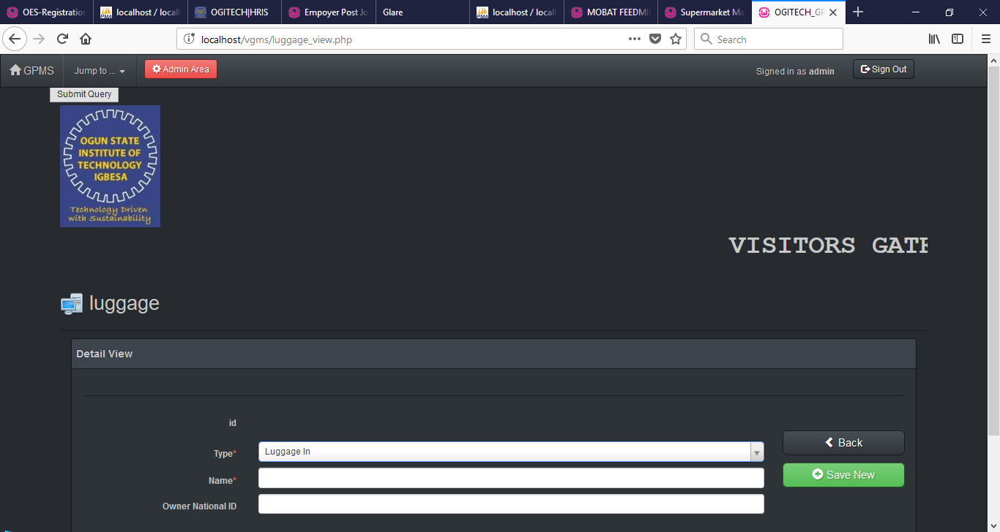 OES-Registration
localhost / local
OGITECH|HRIS
Empoyer Post Jo
Glare
localhost / local
MOBAT FEEDMI
Supermarket Ma
OGITECH_GP
localhost/vgms/luggage_view.php
Search
GPMS
Jump to ...
Admin Area
Signed in as admin
Sign Out
Submit Query
OGUN STATE
INSTITUTE OF
TECHNOLOGY
IGBESA
Technology Driven
with Sustainability
VISITORS GATE
luggage
Detail View
id
Type*
Luggage In
Back
Name*
Save New
Owner National ID